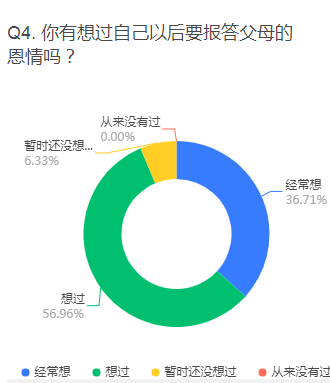 Q4. 你有想过自己以后要报答父母的
恩情吗？
从来没有过
0.00%
暂时还没想...
6.33%
经常想
36.71%
想过
56.96%
经常想 想过 暂时还没想过 从来没有过